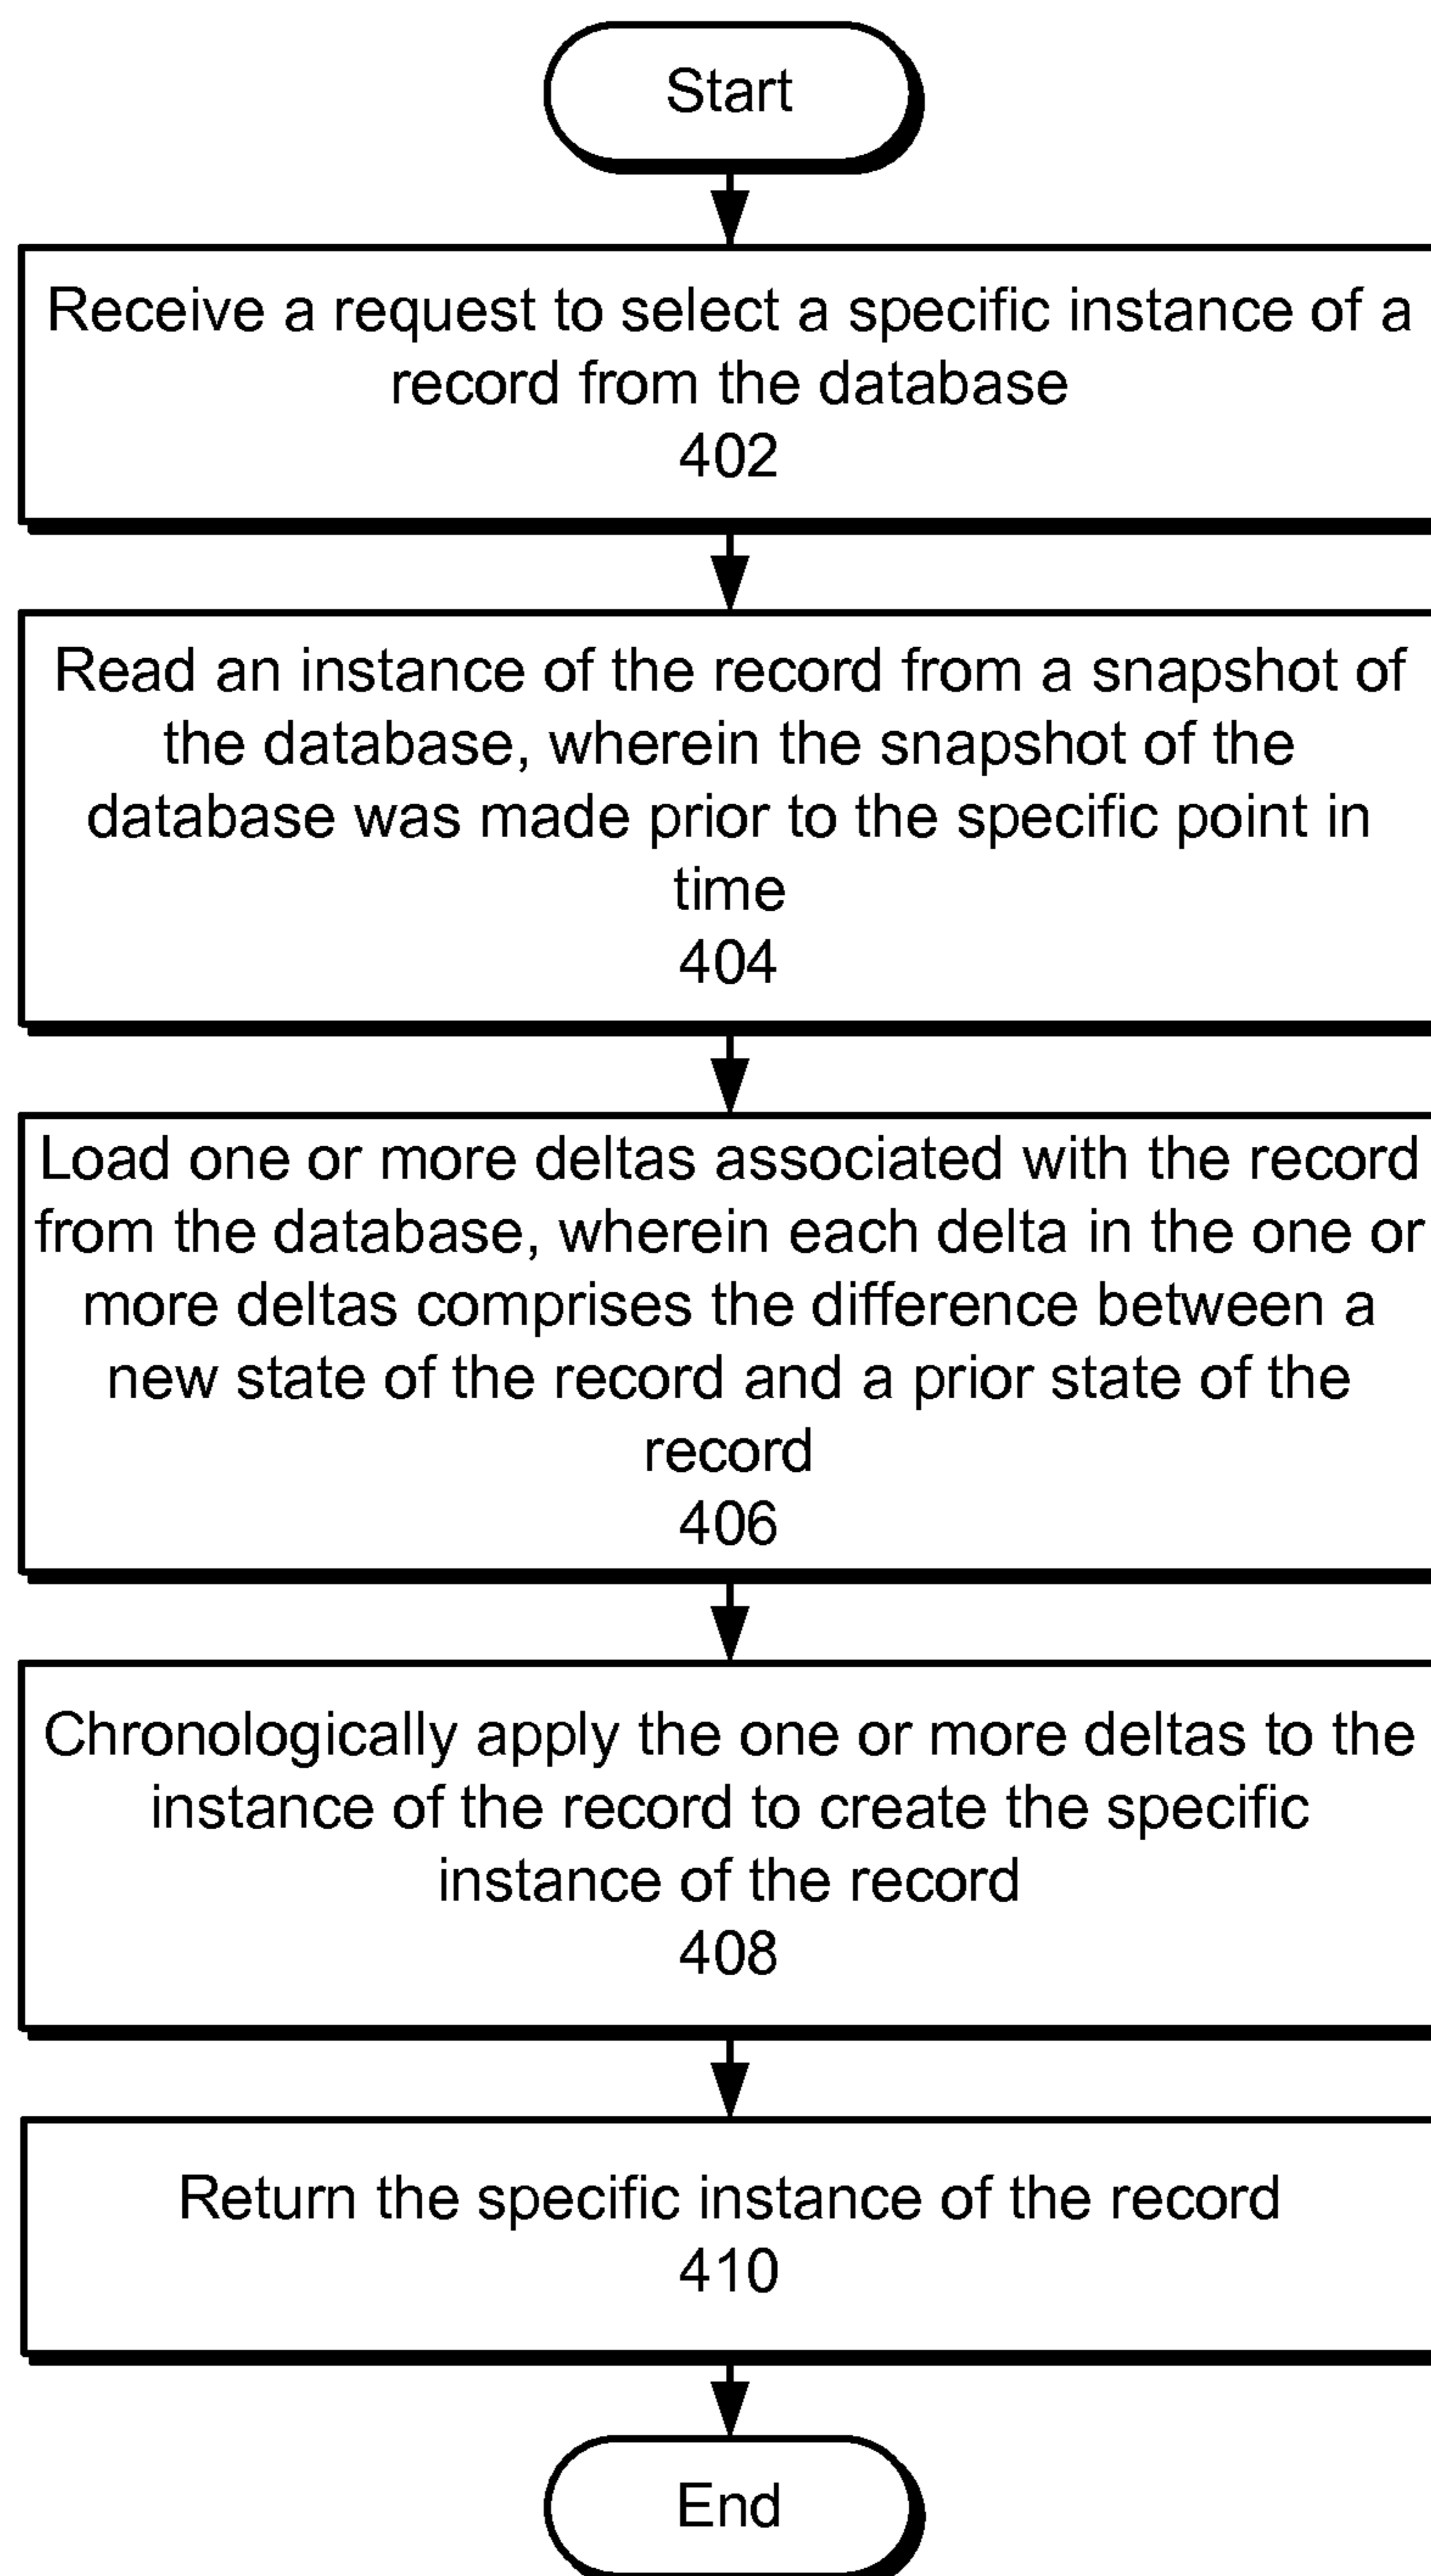 Start
Receive a request to select a specific instance of a
record from the database
402
Read an instance of the record from a snapshot of
the database, wherein the snapshot of the
database was made prior to the specific point in
time
404
Load one or more deltas associated with the record
from the database, wherein each delta in the one or
more deltas comprises the difference between a
new state of the record and a prior state of the
record
406
Chronologically apply the one or more deltas to the
instance of the record to create the specific
instance of the record
408
Return the specific instance of the record
410
End